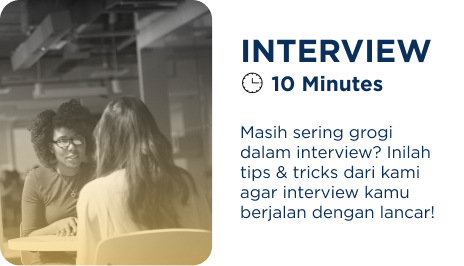 INTERVIEW
10 Minutes
Masih sering grogi
dalam interview? Inilah
tips & tricks dari kami
agar interview kamu
berjalan dengan lancar!